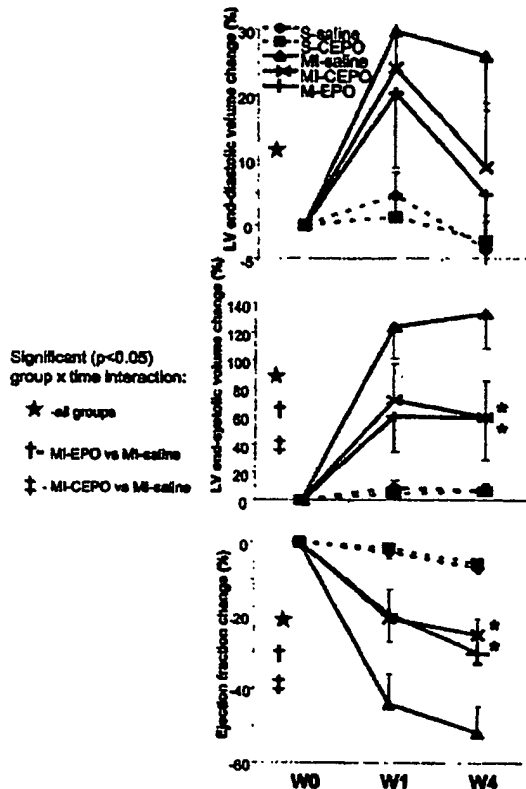 S-saline
S-CEPO
MI-saline
MI-CEPO
M-EPO
LV end-diastolic volume change (%)
30
20
10
0
-5
LV end-systolic volume change (%)
140
120
100
80
60
40
20
10
0
Significant (p<0.05)
group x time interaction:
★ -all groups
†- MI-EPO vs MI-saline
‡ - MI-CEPO vs MI-saline
*
*
Ejection fraction change (%)
0
-20
-40
-60
*
*
W0 W1 W4